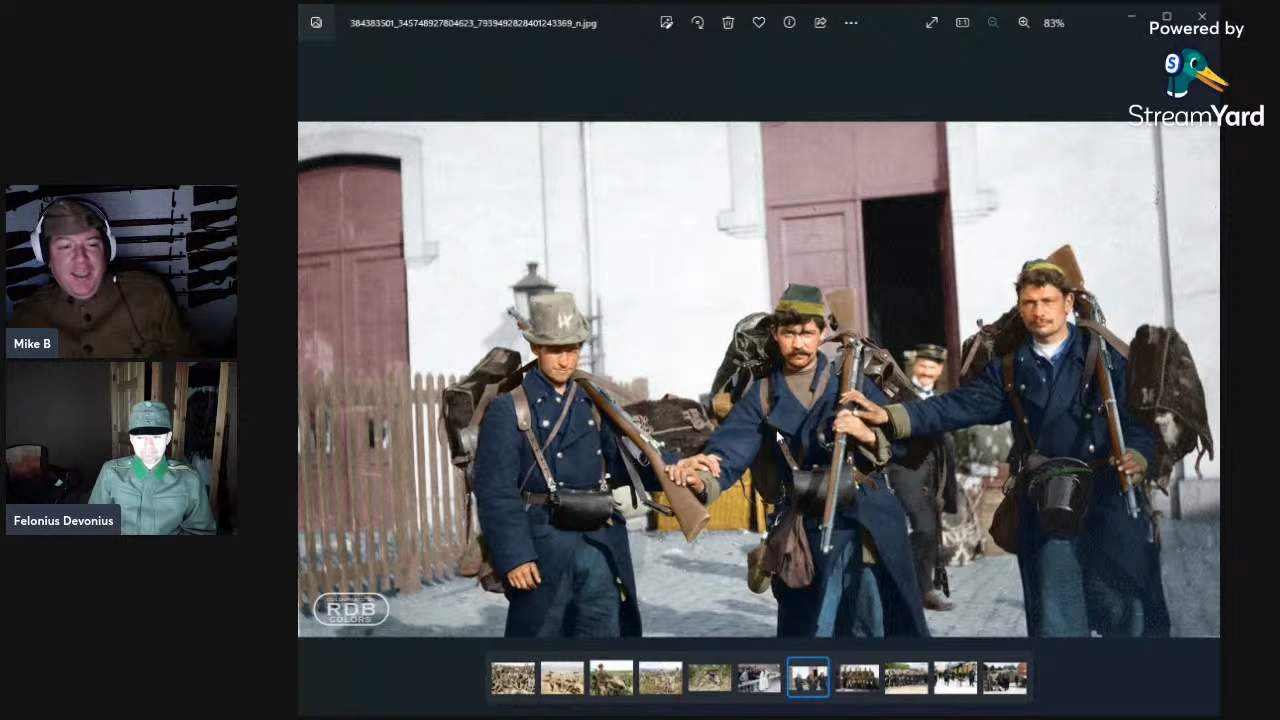 384383501_345748927804623_7939492828401243369_n.jpg
83%
Powered by
S
StreamYard
Mike B
Felonius Devonius
RDB
COLORS